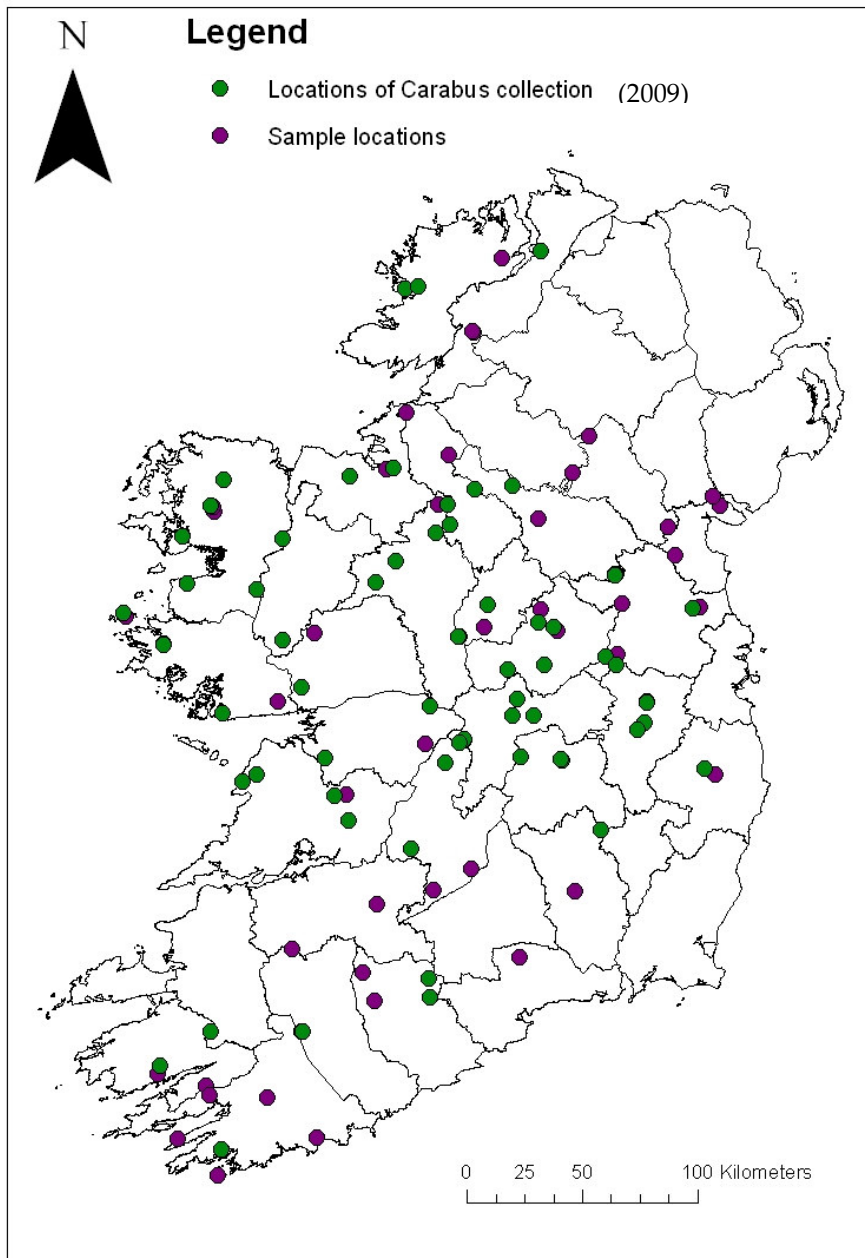 N
Legend
Locations of Carabus collection (2009)
Sample locations
0 25 50 100 Kilometers